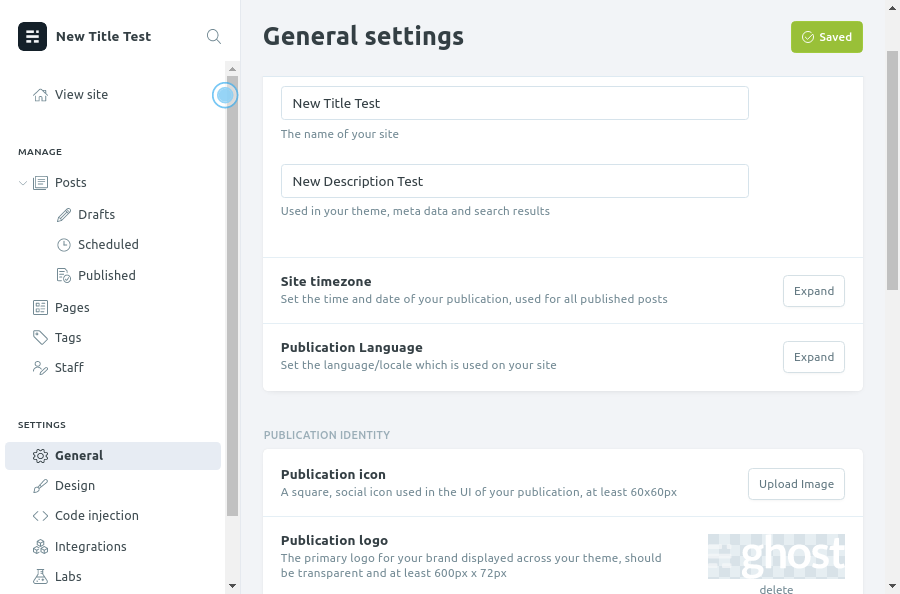 New Title Test
View site
MANAGE
Posts
Drafts
Scheduled
Published
Pages
Tags
Staff
SETTINGS
General
Design
Code injection
Integrations
Labs
General settings
Saved
New Title Test
The name of your site
New Description Test
Used in your theme, meta data and search results
Site timezone
Set the time and date of your publication, used for all published posts
Expand
Publication Language
Set the language/locale which is used on your site
Expand
PUBLICATION IDENTITY
Publication icon
A square, social icon used in the UI of your publication, at least 60x60px
Upload Image
Publication logo
The primary logo for your brand displayed across your theme, should
be transparent and at least 600px x 72px
ghost
delete